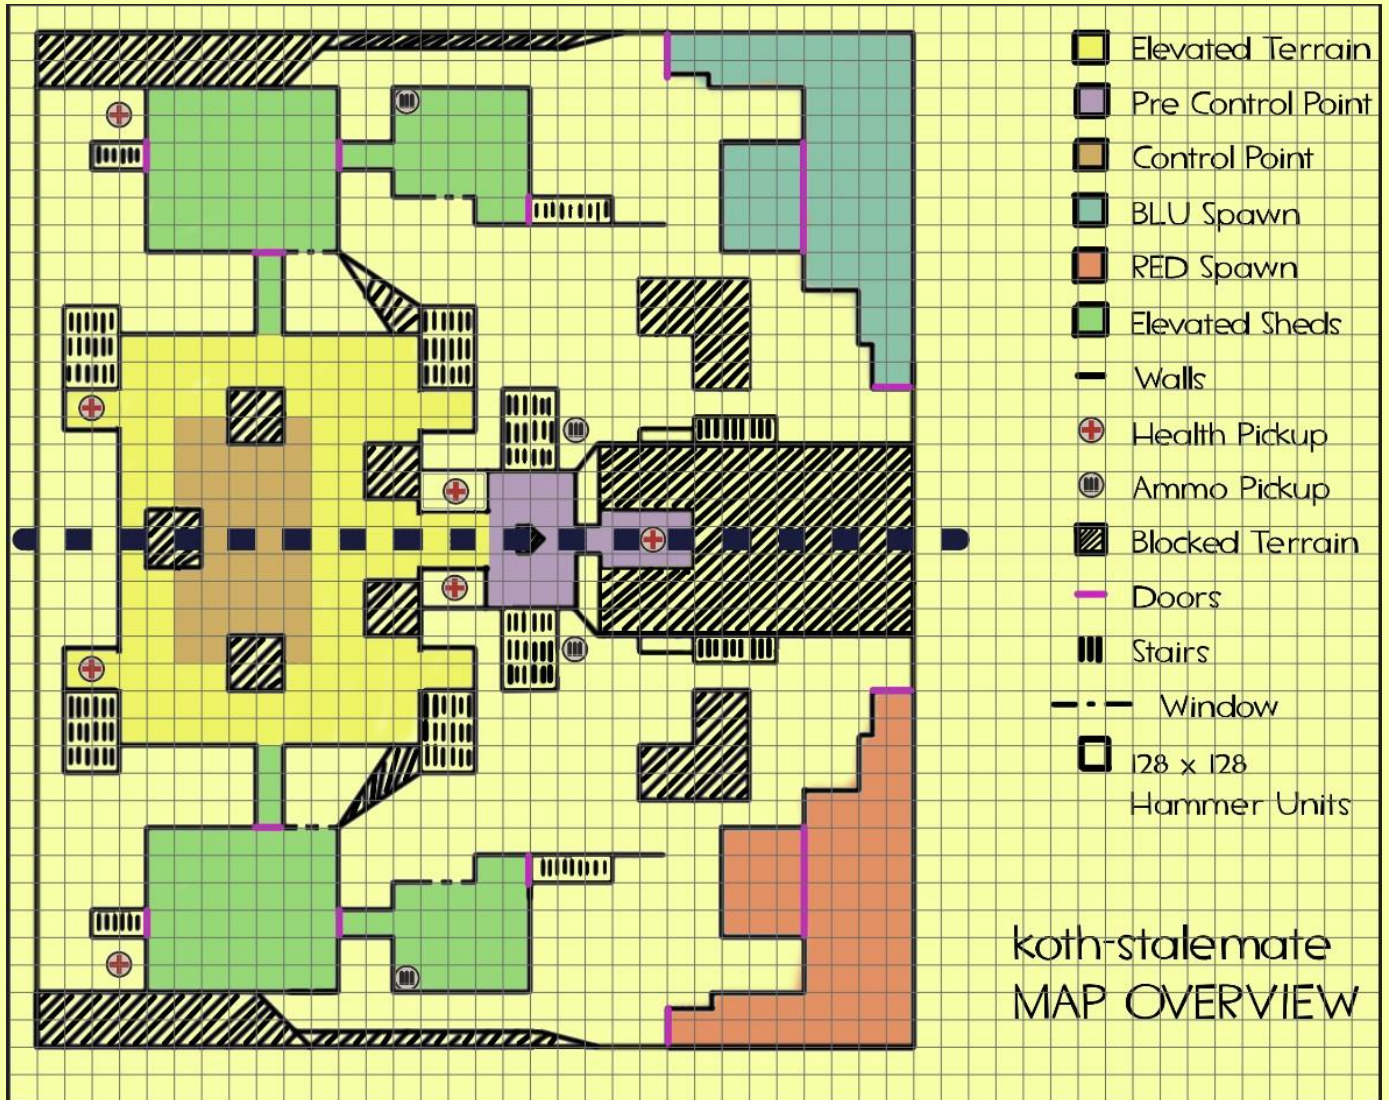 Elevated Terrain
Pre Control Point
Control Point
BLU Spawn
RED Spawn
Elevated Sheds
Walls
Health Pickup
Ammo Pickup
Blocked Terrain
Doors
Stairs
Window
128 x 128
Hammer Units
koth-stalemate
MAP OVERVIEW